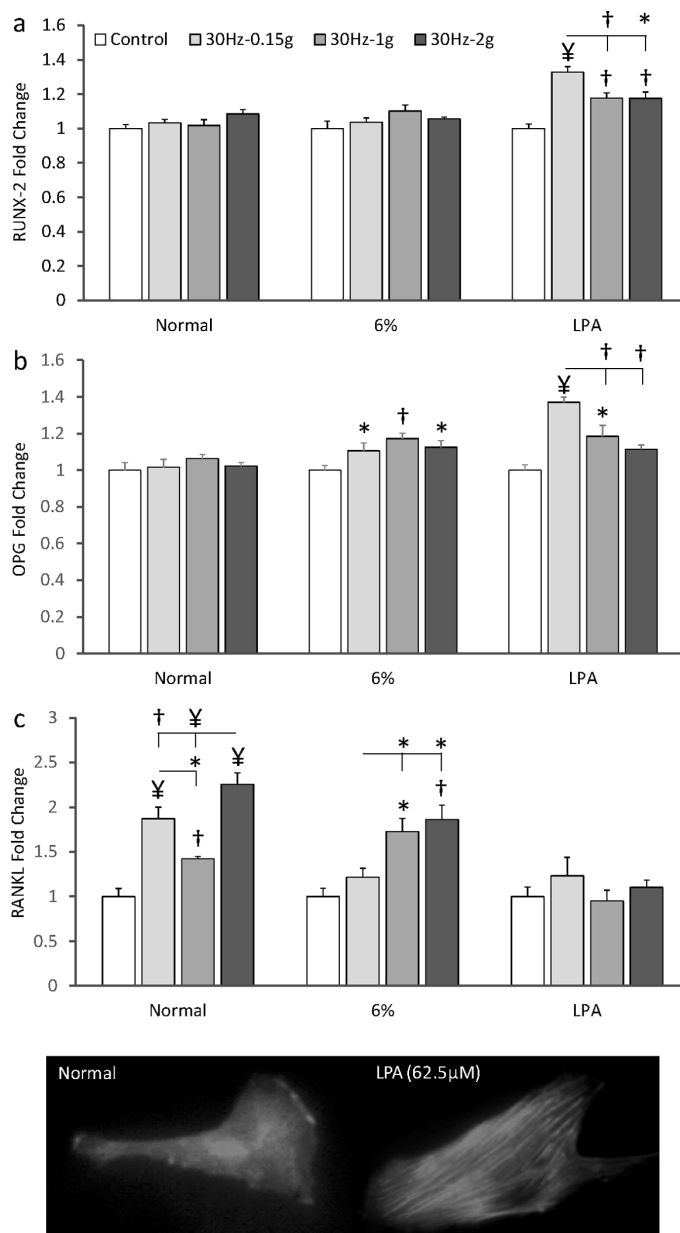 a
Control 30Hz-0.15g 30Hz-1g 30Hz-2g
RUNX-2 Fold Change
1.6
1.4
1.2
1
0.8
0.6
0.4
0.2
0
† *
¥ † †
Normal 6% LPA
b
OPG Fold Change
1.6
1.4
1.2
1
0.8
0.6
0.4
0.2
0
† †
* † * ¥ *
Normal 6% LPA
c
RANKL Fold Change
3
2.5
2
1.5
1
0.5
0
† ¥
* ¥ * *
¥ † * †
Normal 6% LPA
Normal LPA (62.5µM)